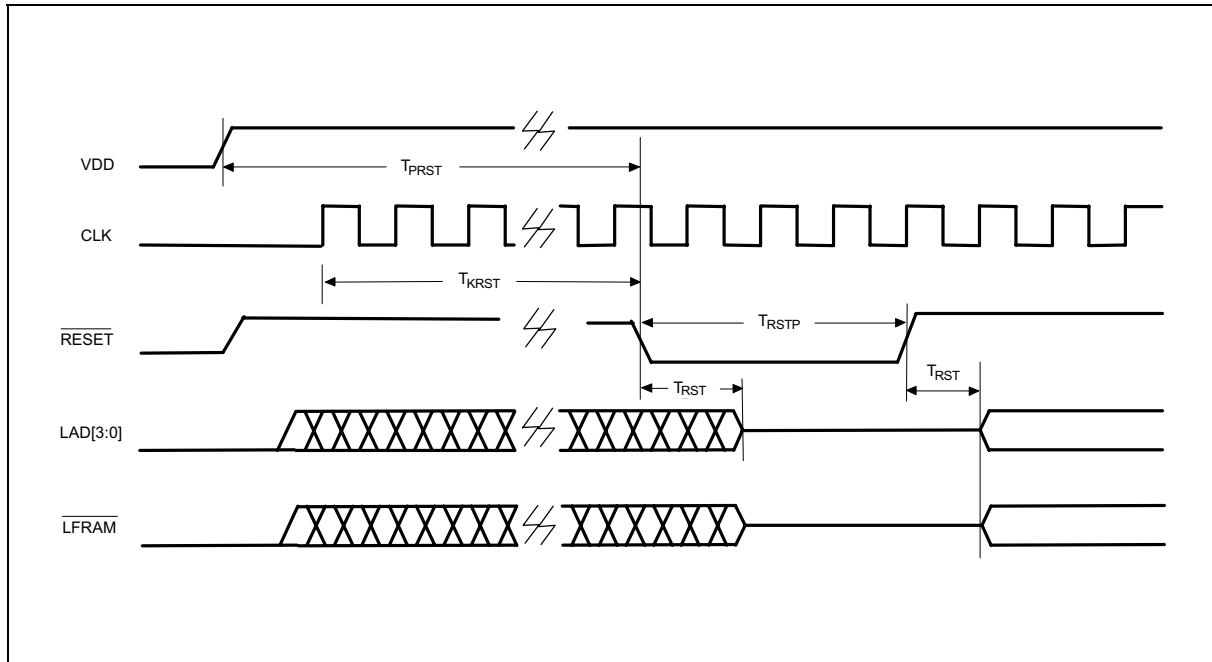 VDD
TPRST
CLK
TKRST
RESET
TRSTP
TRST
TRST
LAD[3:0]
LFRAM